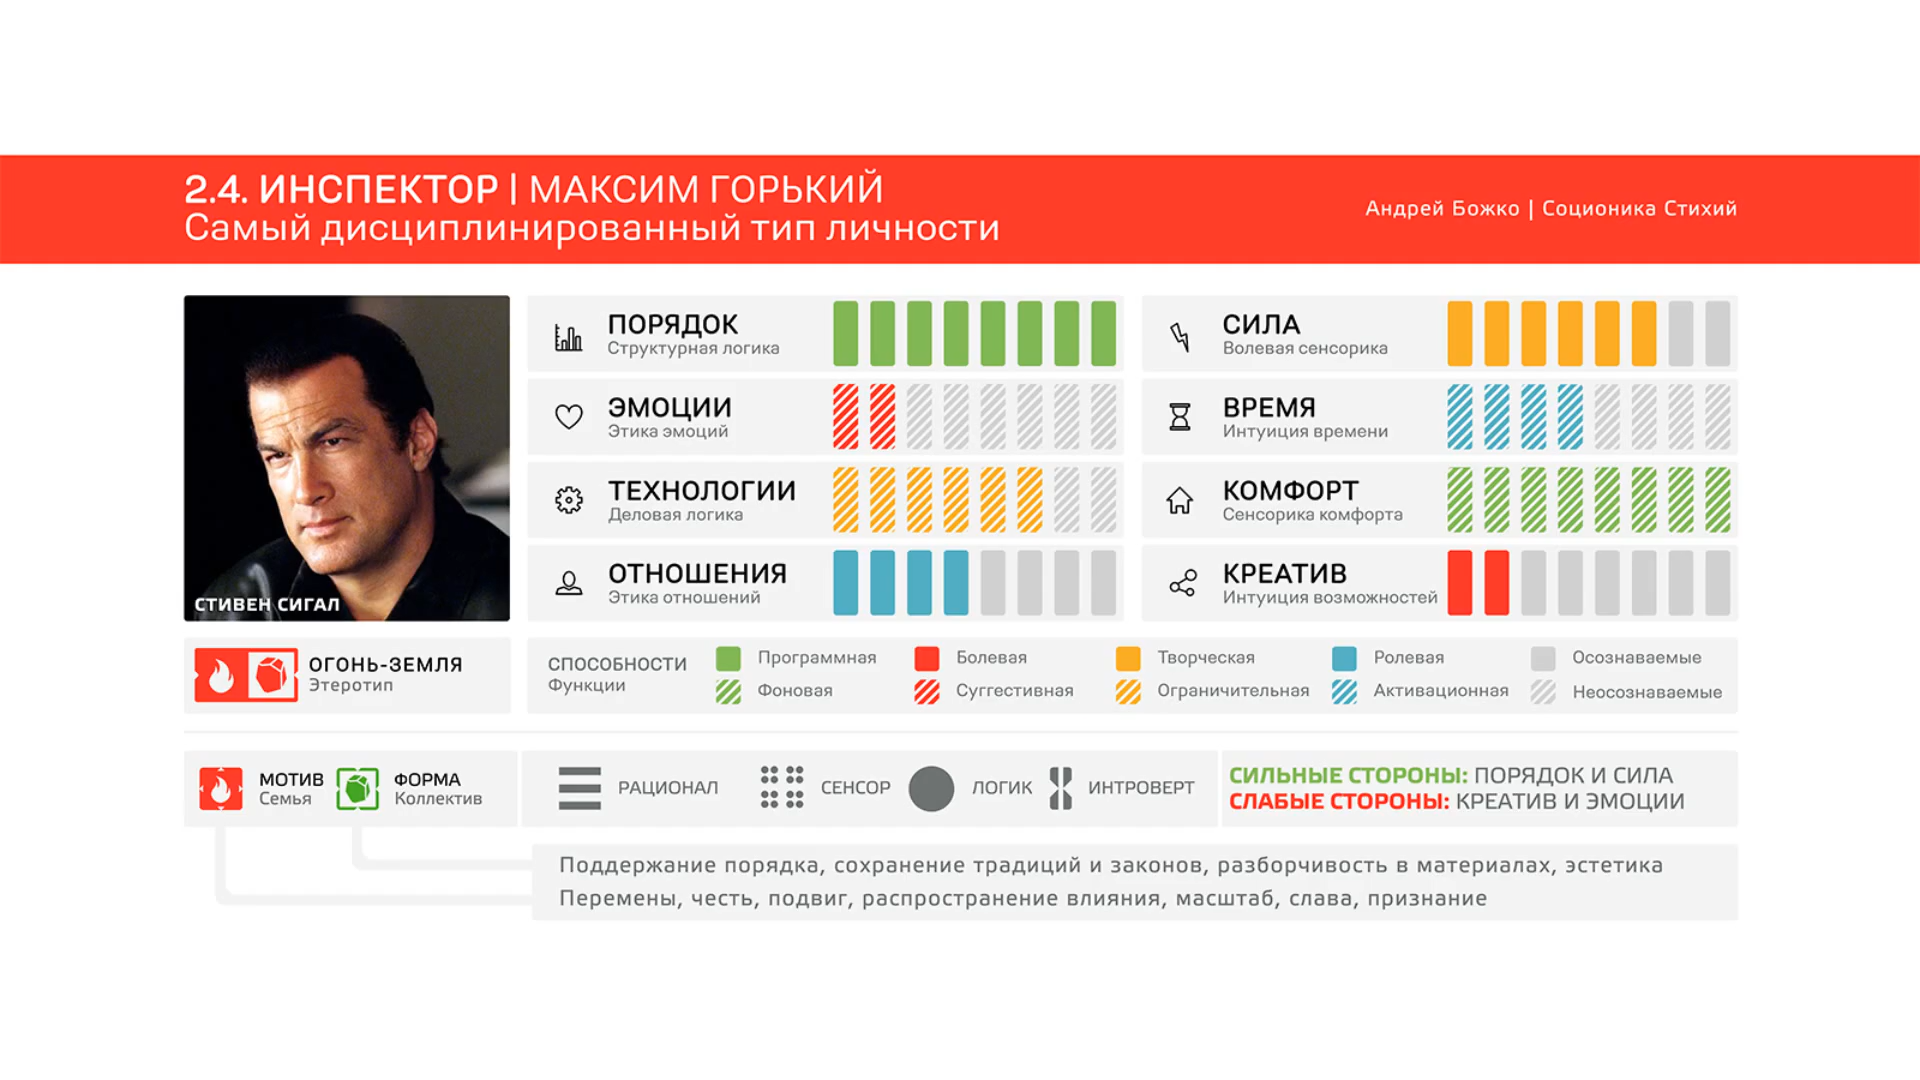 2.4. ИНСПЕКТОР | МАКСИМ ГОРЬКИЙ
Самый дисциплинированный тип личности
Андрей Божко | Соционика Стихий
ПОРЯДОК
Структурная логика
СИЛА
Волевая сенсорика
ЭМОЦИИ
Этика эмоций
ВРЕМЯ
Интуиция времени
ТЕХНОЛОГИИ
Деловая логика
КОМФОРТ
Сенсорика комфорта
ОТНОШЕНИЯ
Этика отношений
КРЕАТИВ
Интуиция возможностей
СТИВЕН СИГАЛ
ОГОНЬ-ЗЕМЛЯ
Этеротип
СПОСОБНОСТИ
Функции
Программная
Болевая
Творческая
Ролевая
Осознаваемые
Фоновая
Суггестивная
Ограничительная
Активационная
Неосознаваемые
МОТИВ
Семья
ФОРМА
Коллектив
РАЦИОНАЛ
СЕНСОР
ЛОГИК
ИНТРОВЕРТ
СИЛЬНЫЕ СТОРОНЫ: ПОРЯДОК И СИЛА
СЛАБЫЕ СТОРОНЫ: КРЕАТИВ И ЭМОЦИИ
Поддержание порядка, сохранение традиций и законов, разборчивость в материалах, эстетика
Перемены, честь, подвиг, распространение влияния, масштаб, слава, признание